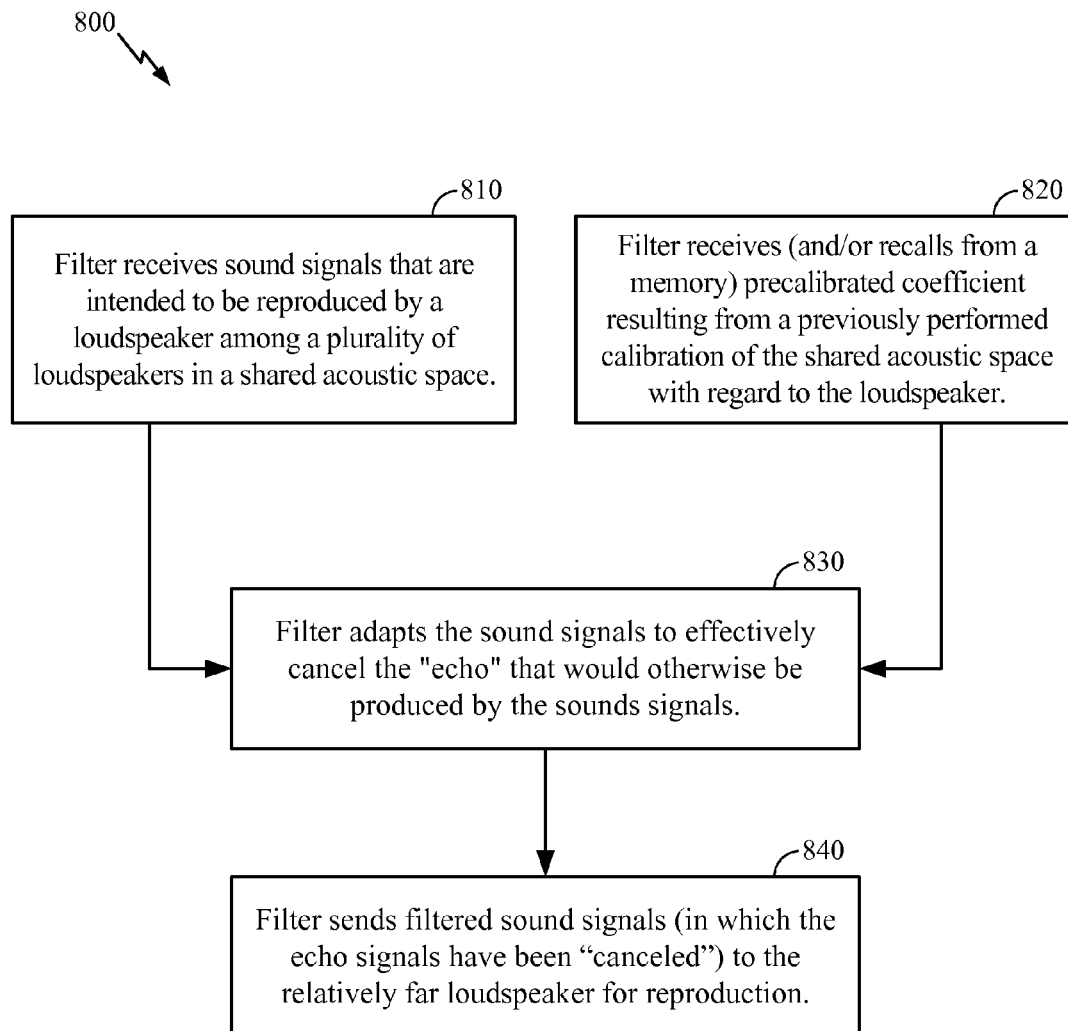 800
810
Filter receives sound signals that are
intended to be reproduced by a
loudspeaker among a plurality of
loudspeakers in a shared acoustic space.
820
Filter receives (and/or recalls from a
memory) precalibrated coefficient
resulting from a previously performed
calibration of the shared acoustic space
with regard to the loudspeaker.
830
Filter adapts the sound signals to effectively
cancel the "echo" that would otherwise be
produced by the sounds signals.
840
Filter sends filtered sound signals (in which the
echo signals have been “canceled”) to the
relatively far loudspeaker for reproduction.